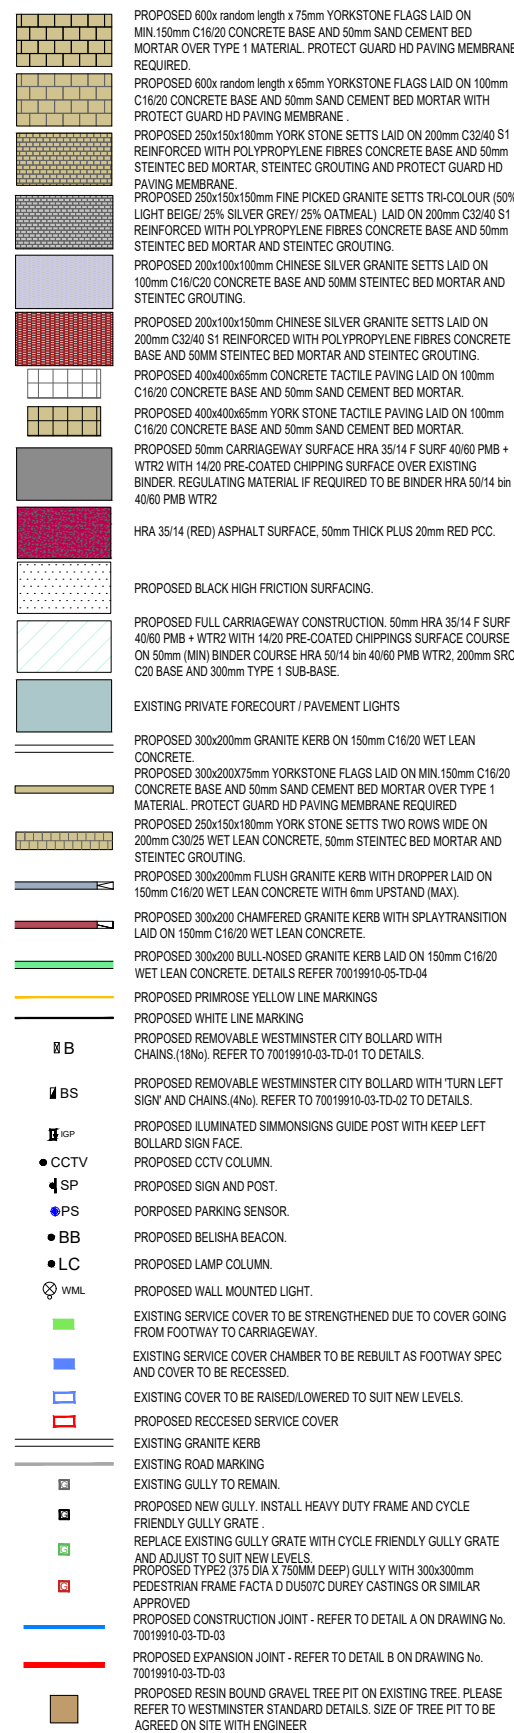 PROPOSED 600x random length x 75mm YORKSTONE FLAGS LAID ON
MIN.150mm C16/20 CONCRETE BASE AND 50mm SAND CEMENT BED
MORTAR OVER TYPE 1 MATERIAL. PROTECT GUARD HD PAVING MEMBRANE
REQUIRED.
PROPOSED 600x random length x 65mm YORKSTONE FLAGS LAID ON 100mm
C16/20 CONCRETE BASE AND 50mm SAND CEMENT BED MORTAR WITH
PROTECT GUARD HD PAVING MEMBRANE .
PROPOSED 250x150x180mm YORK STONE SETTS LAID ON 200mm C32/40 S1
REINFORCED WITH POLYPROPYLENE FIBRES CONCRETE BASE AND 50mm
STEINTEC BED MORTAR, STEINTEC GROUTING AND PROTECT GUARD HD
PAVING MEMBRANE.
PROPOSED 250x150x150mm FINE PICKED GRANITE SETTS TRI-COLOUR (50%
LIGHT BEIGE/ 25% SILVER GREY/ 25% OATMEAL) LAID ON 200mm C32/40 S1
REINFORCED WITH POLYPROPYLENE FIBRES CONCRETE BASE AND 50mm
STEINTEC BED MORTAR AND STEINTEC GROUTING.
PROPOSED 200x100x100mm CHINESE SILVER GRANITE SETTS LAID ON
100mm C16/C20 CONCRETE BASE AND 50MM STEINTEC BED MORTAR AND
STEINTEC GROUTING.
PROPOSED 200x100x150mm CHINESE SILVER GRANITE SETTS LAID ON
200mm C32/40 S1 REINFORCED WITH POLYPROPYLENE FIBRES CONCRETE
BASE AND 50MM STEINTEC BED MORTAR AND STEINTEC GROUTING.
PROPOSED 400x400x65mm CONCRETE TACTILE PAVING LAID ON 100mm
C16/20 CONCRETE BASE AND 50mm SAND CEMENT BED MORTAR.
PROPOSED 400x400x65mm YORK STONE TACTILE PAVING LAID ON 100mm
C16/20 CONCRETE BASE AND 50mm SAND CEMENT BED MORTAR.
PROPOSED 50mm CARRIAGEWAY SURFACE HRA 35/14 F SURF 40/60 PMB +
WTR2 WITH 14/20 PRE-COATED CHIPPING SURFACE OVER EXISTING
BINDER. REGULATING MATERIAL IF REQUIRED TO BE BINDER HRA 50/14 bin
40/60 PMB WTR2
HRA 35/14 (RED) ASPHALT SURFACE, 50mm THICK PLUS 20mm RED PCC.
PROPOSED BLACK HIGH FRICTION SURFACING.
PROPOSED FULL CARRIAGEWAY CONSTRUCTION. 50mm HRA 35/14 F SURF
40/60 PMB + WTR2 WITH 14/20 PRE-COATED CHIPPINGS SURFACE COURSE
ON 50mm (MIN) BINDER COURSE HRA 50/14 bin 40/60 PMB WTR2, 200mm SRC
C20 BASE AND 300mm TYPE 1 SUB-BASE.
EXISTING PRIVATE FORECOURT / PAVEMENT LIGHTS
PROPOSED 300x200mm GRANITE KERB ON 150mm C16/20 WET LEAN
CONCRETE.
PROPOSED 300x200X75mm YORKSTONE FLAGS LAID ON MIN.150mm C16/20
CONCRETE BASE AND 50mm SAND CEMENT BED MORTAR OVER TYPE 1
MATERIAL. PROTECT GUARD HD PAVING MEMBRANE REQUIRED
PROPOSED 250x150x180mm YORK STONE SETTS TWO ROWS WIDE ON
200mm C30/25 WET LEAN CONCRETE, 50mm STEINTEC BED MORTAR AND
STEINTEC GROUTING.
PROPOSED 300x200mm FLUSH GRANITE KERB WITH DROPPER LAID ON
150mm C16/20 WET LEAN CONCRETE WITH 6mm UPSTAND (MAX).
PROPOSED 300x200 CHAMFERED GRANITE KERB WITH SPLAYTRANSITION
LAID ON 150mm C16/20 WET LEAN CONCRETE.
PROPOSED 300x200 BULL-NOSED GRANITE KERB LAID ON 150mm C16/20
WET LEAN CONCRETE. DETAILS REFER 70019910-05-TD-04
PROPOSED PRIMROSE YELLOW LINE MARKINGS
PROPOSED WHITE LINE MARKING
B PROPOSED REMOVABLE WESTMINSTER CITY BOLLARD WITH
CHAINS.(18No). REFER TO 70019910-03-TD-01 TO DETAILS.
BS PROPOSED REMOVABLE WESTMINSTER CITY BOLLARD WITH 'TURN LEFT
SIGN' AND CHAINS.(4No). REFER TO 70019910-03-TD-02 TO DETAILS.
IGP PROPOSED ILUMINATED SIMMONSIGNS GUIDE POST WITH KEEP LEFT
BOLLARD SIGN FACE.
CCTV PROPOSED CCTV COLUMN.
SP PROPOSED SIGN AND POST.
PS PORPOSED PARKING SENSOR.
BB PROPOSED BELISHA BEACON.
LC PROPOSED LAMP COLUMN.
WML PROPOSED WALL MOUNTED LIGHT.
EXISTING SERVICE COVER TO BE STRENGTHENED DUE TO COVER GOING
FROM FOOTWAY TO CARRIAGEWAY.
EXISTING SERVICE COVER CHAMBER TO BE REBUILT AS FOOTWAY SPEC
AND COVER TO BE RECESSED.
EXISTING COVER TO BE RAISED/LOWERED TO SUIT NEW LEVELS.
PROPOSED RECCESED SERVICE COVER
EXISTING GRANITE KERB
EXISTING ROAD MARKING
G EXISTING GULLY TO REMAIN.
G PROPOSED NEW GULLY. INSTALL HEAVY DUTY FRAME AND CYCLE
FRIENDLY GULLY GRATE .
G REPLACE EXISTING GULLY GRATE WITH CYCLE FRIENDLY GULLY GRATE
AND ADJUST TO SUIT NEW LEVELS.
G PROPOSED TYPE2 (375 DIA X 750MM DEEP) GULLY WITH 300x300mm
PEDESTRIAN FRAME FACTA D DU507C DUREY CASTINGS OR SIMILAR
APPROVED
PROPOSED CONSTRUCTION JOINT - REFER TO DETAIL A ON DRAWING No.
70019910-03-TD-03
PROPOSED EXPANSION JOINT - REFER TO DETAIL B ON DRAWING No.
70019910-03-TD-03
PROPOSED RESIN BOUND GRAVEL TREE PIT ON EXISTING TREE. PLEASE
REFER TO WESTMINSTER STANDARD DETAILS. SIZE OF TREE PIT TO BE
AGREED ON SITE WITH ENGINEER